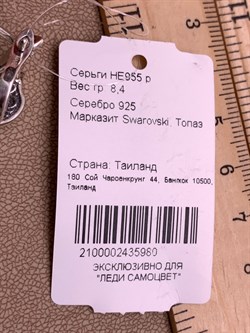 Серьги НЕ955 р
Вес гр. 8,4
Серебро 925
Марказит Swarovski, Топаз
Страна: Таиланд
180 Сой Чароенкрунг 44, Бангкок 10500,
Таиланд
2100002435980
ЭКСКЛЮЗИВНО ДЛЯ
"ЛЕДИ САМОЦВЕТ"